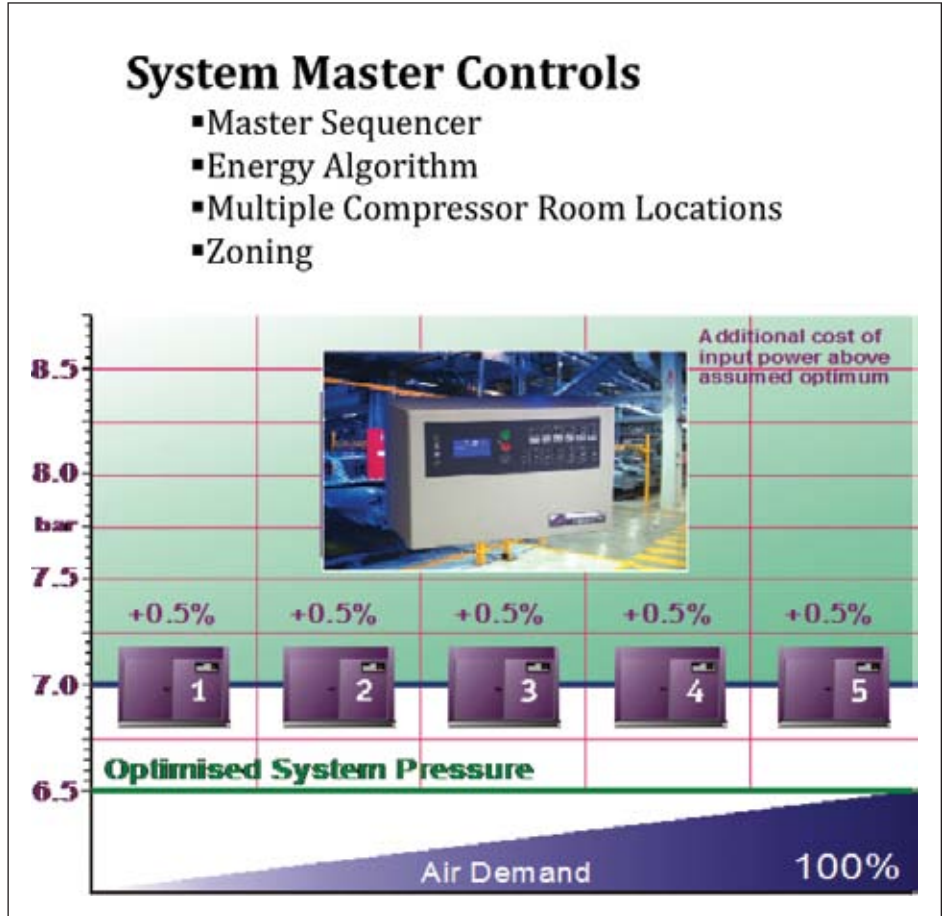 System Master Controls
▪Master Sequencer
▪Energy Algorithm
▪Multiple Compressor Room Locations
▪Zoning
Additional cost of
input power above
assumed optimum
8.5
8.0
bar
7.5
+0.5% +0.5% +0.5% +0.5% +0.5%
7.0
1 2 3 4 5
Optimised System Pressure
6.5
Air Demand 100%